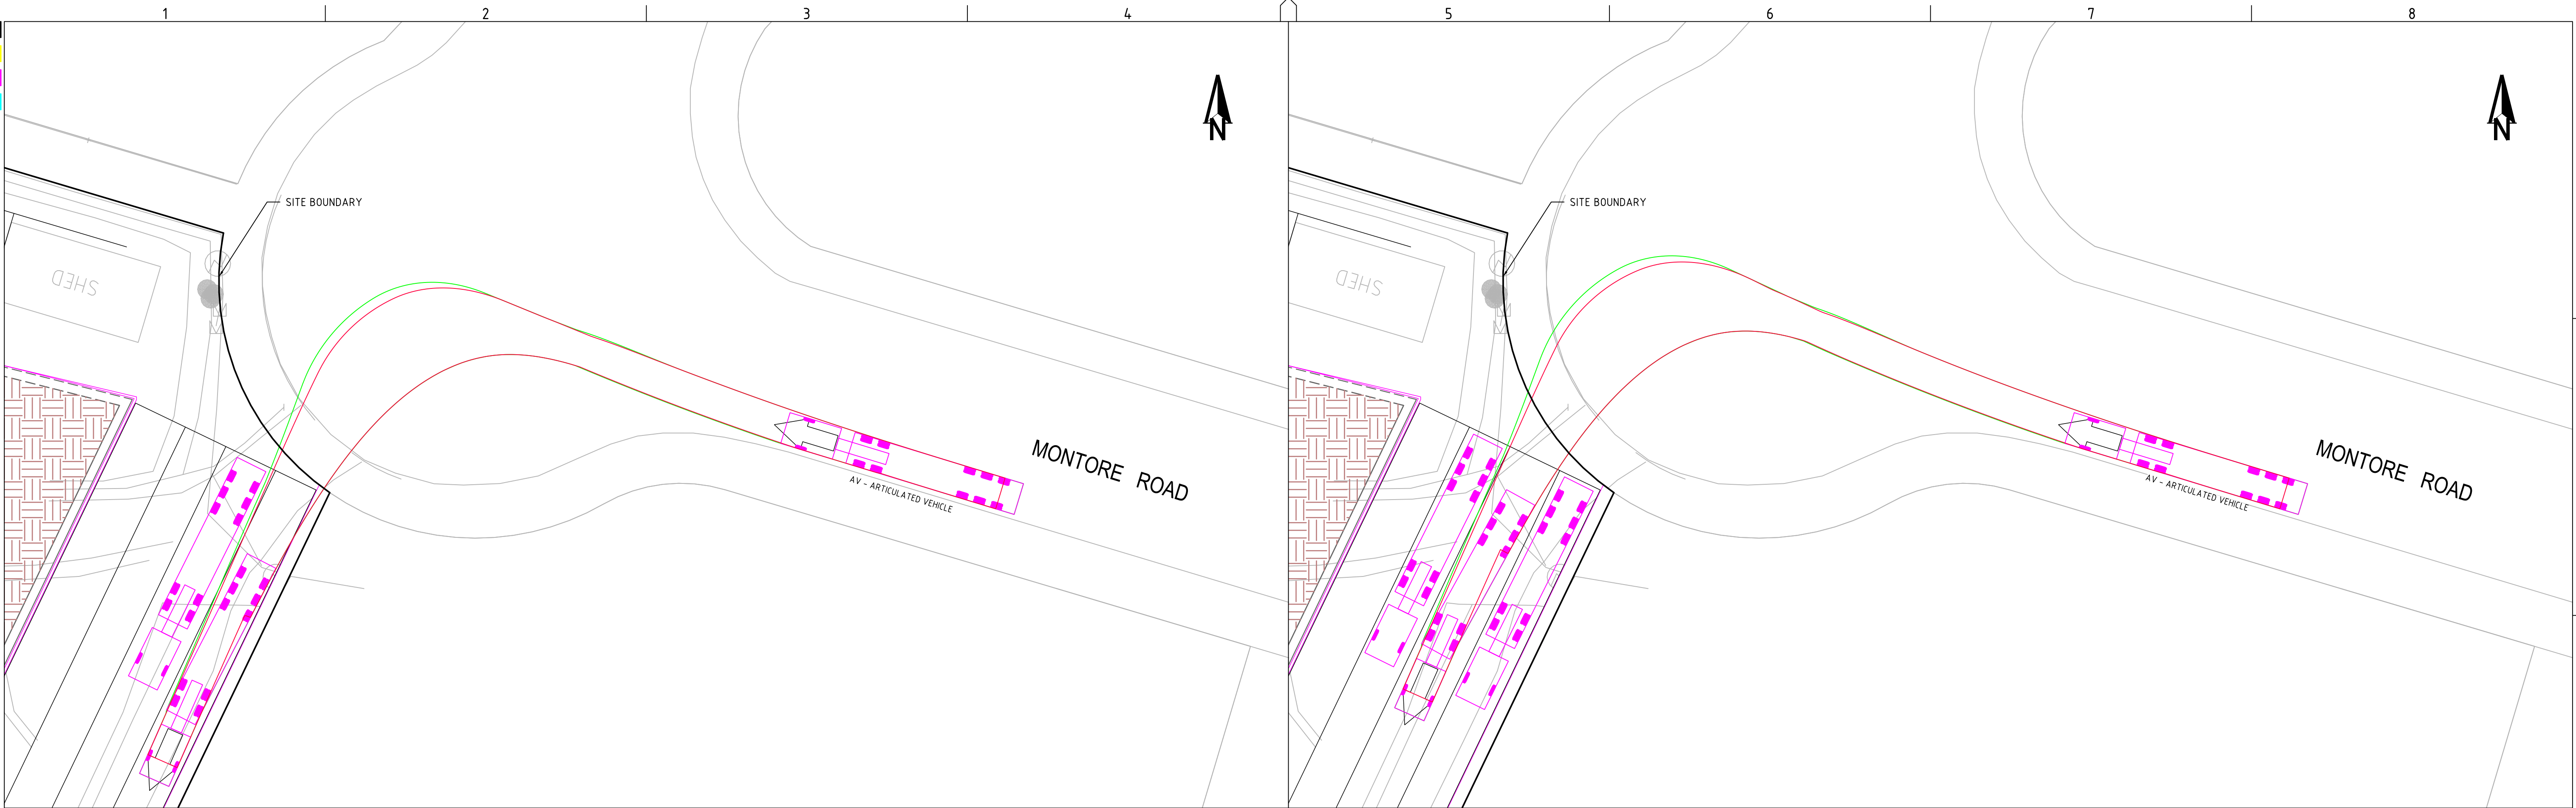 1 2 3 4 5 6 7 8
N
SITE BOUNDARY
SHED
MONTORE ROAD
AV - ARTICULATED VEHICLE
N
SITE BOUNDARY
SHED
MONTORE ROAD
AV - ARTICULATED VEHICLE